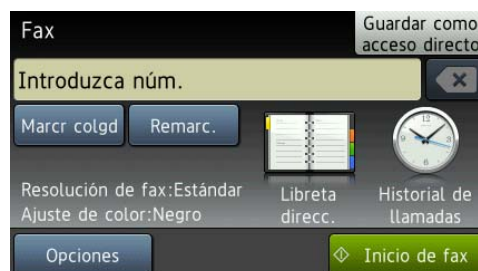 Fax
Guardar como
acceso directo
Introduzca núm.
Marcr colgd
Remarc.
Resolución de fax:Estándar
Ajuste de color:Negro
Libreta
direcc.
Historial de
llamadas
Opciones
Inicio de fax